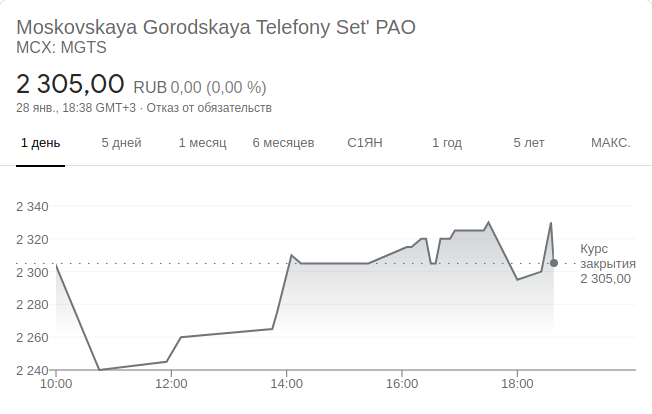 Moskovskaya Gorodskaya Telefony Set' PAO
MCX: MGTS
2 305,00 RUB 0,00 (0,00 %)
28 янв., 18:38 GMT+3 · Отказ от обязательств
1 день 5 дней 1 месяц 6 месяцев С1ЯН 1 год 5 лет МАКС.
2 340
2 320
2 300
2 280
2 260
2 240
Курс
закрытия
2 305,00
10:00 12:00 14:00 16:00 18:00